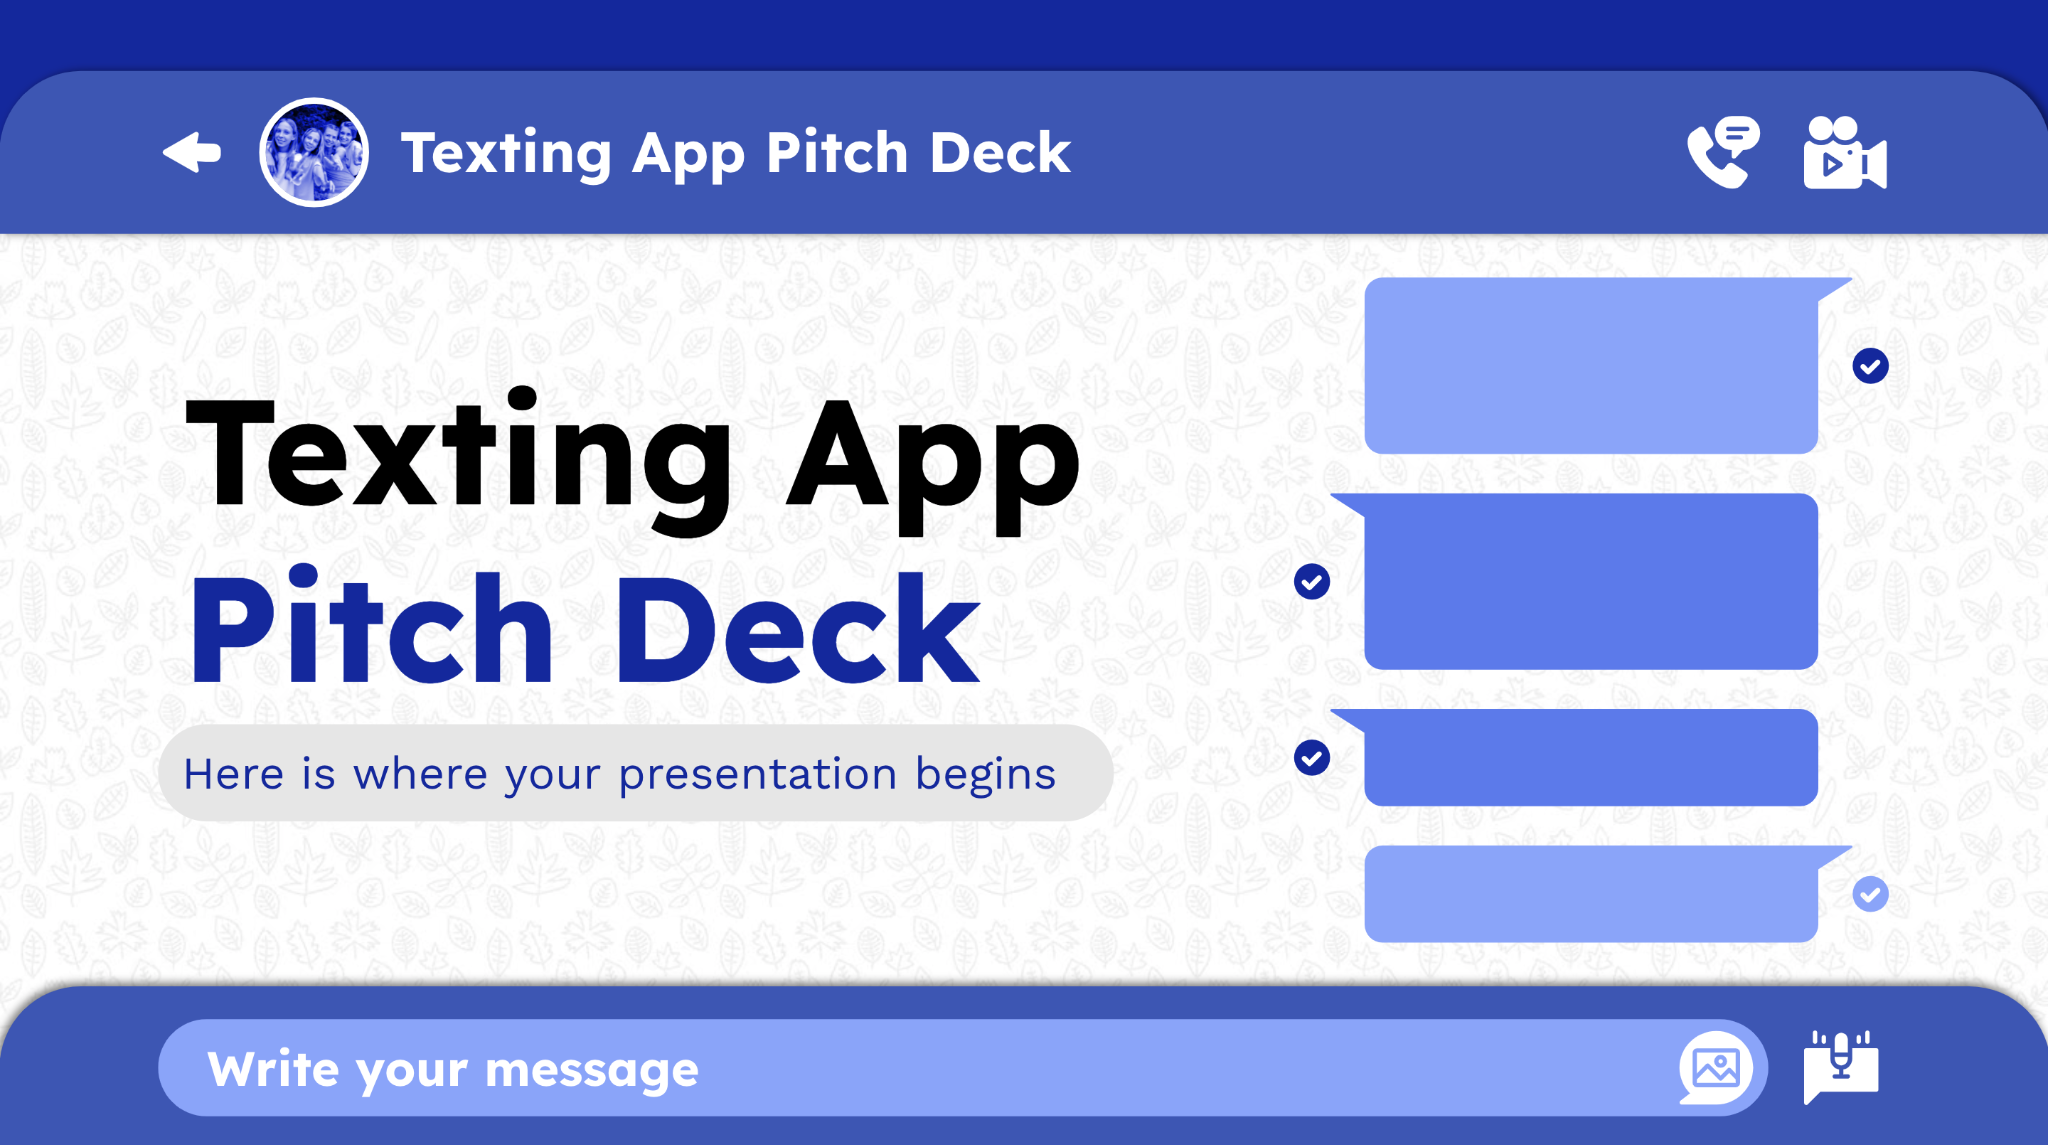 Texting App Pitch Deck
Texting App
Pitch Deck
Here is where your presentation begins
Write your message